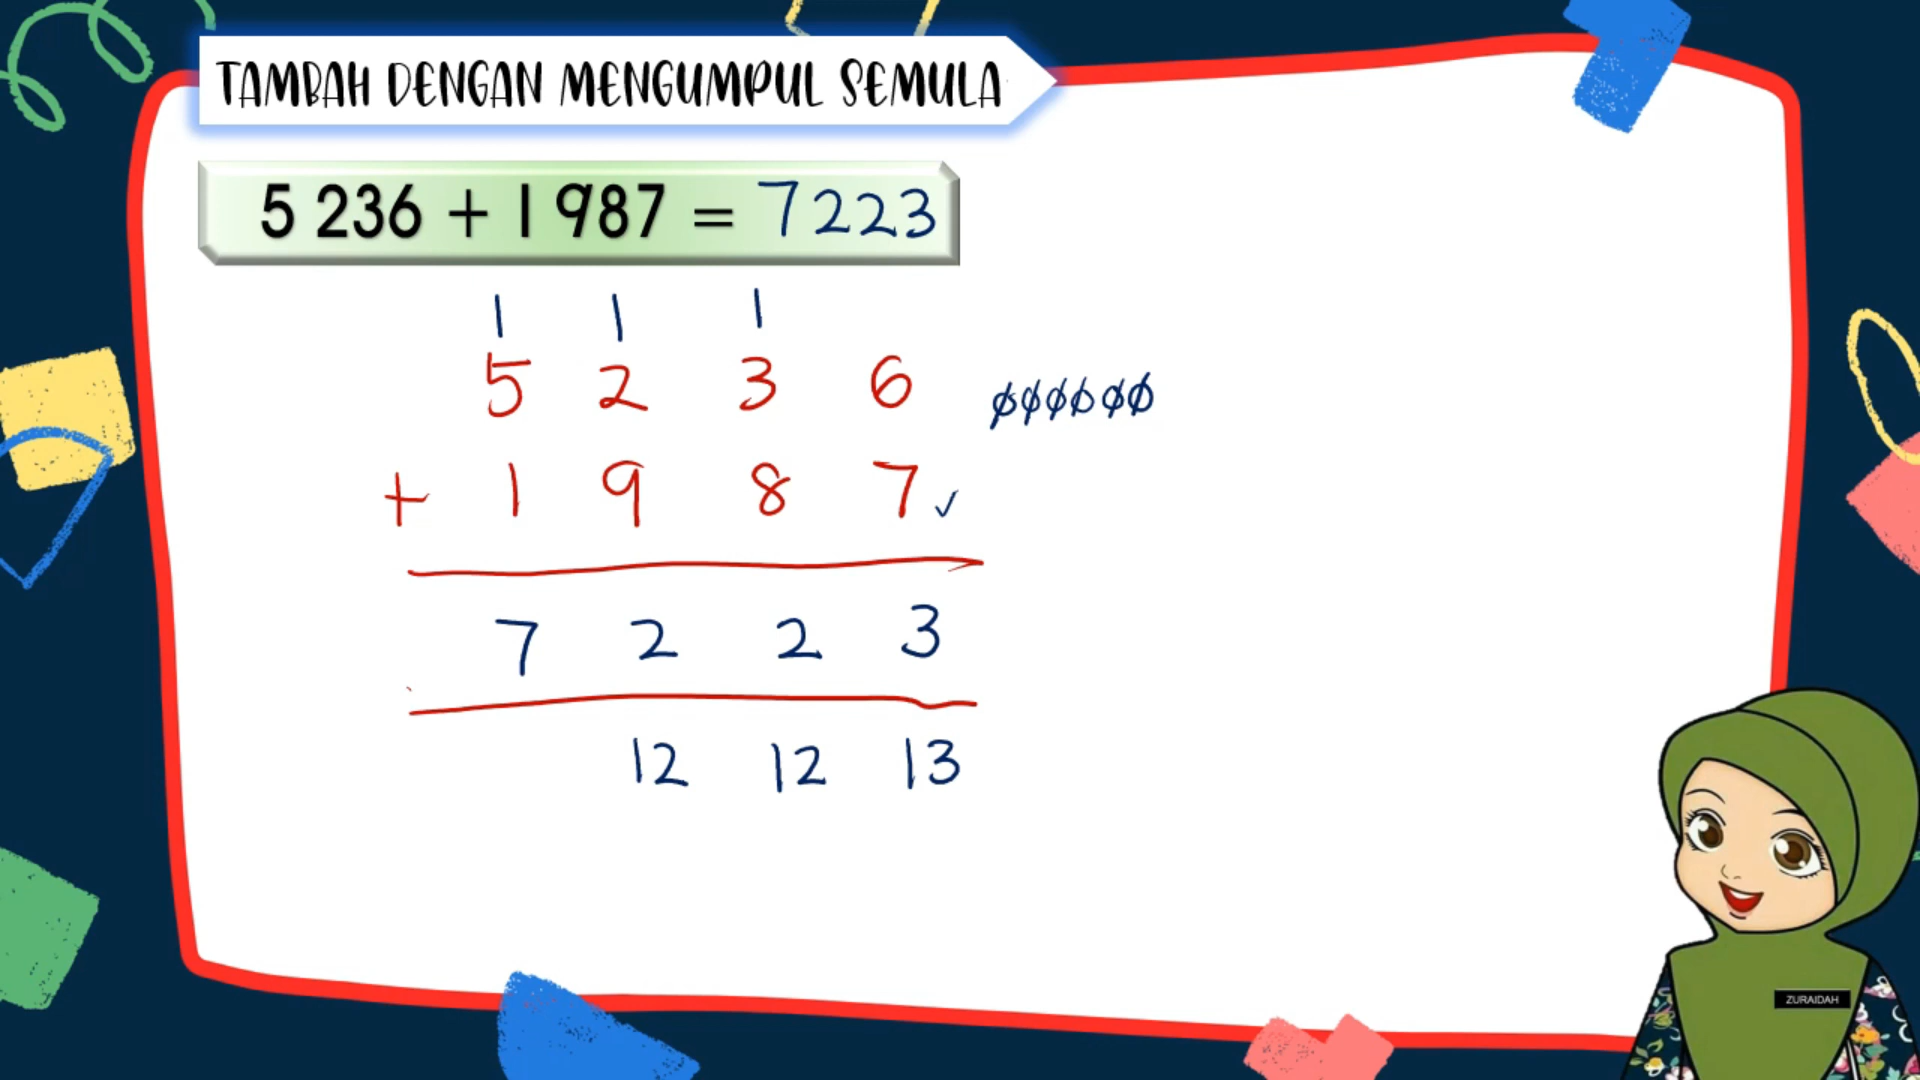 TAMBAH DENGAN MENGUMPUL SEMULA
5 236 + 1 987 = 7223
1 1 1
5 2 3 6
+ 1 9 8 7 ✓
7 2 2 3
12 12 13
ZURAIDAH